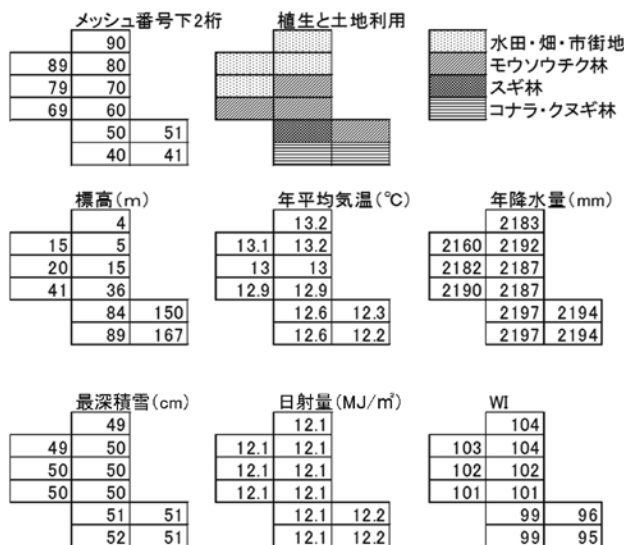 メッシュ番号下2桁 植生と土地利用
90 水田・畑・市街地
89 80 モウソウチク林
79 70 スギ林
69 60 コナラ・クヌギ林
50 51
40 41
標高(m) 年平均気温(℃) 年降水量(mm)
4 13.2 2183
15 5 13.1 13.2 2160 2192
20 15 13 13 2182 2187
41 36 12.9 12.9 2190 2187
84 150 12.6 12.3 2197 2194
89 167 12.6 12.2 2197 2194
最深積雪(cm) 日射量(MJ/㎡) WI
49 12.1 104
49 50 12.1 12.1 103 104
50 50 12.1 12.1 102 102
50 50 12.1 12.1 101 101
51 51 12.1 12.2 99 96
52 51 12.1 12.2 99 95